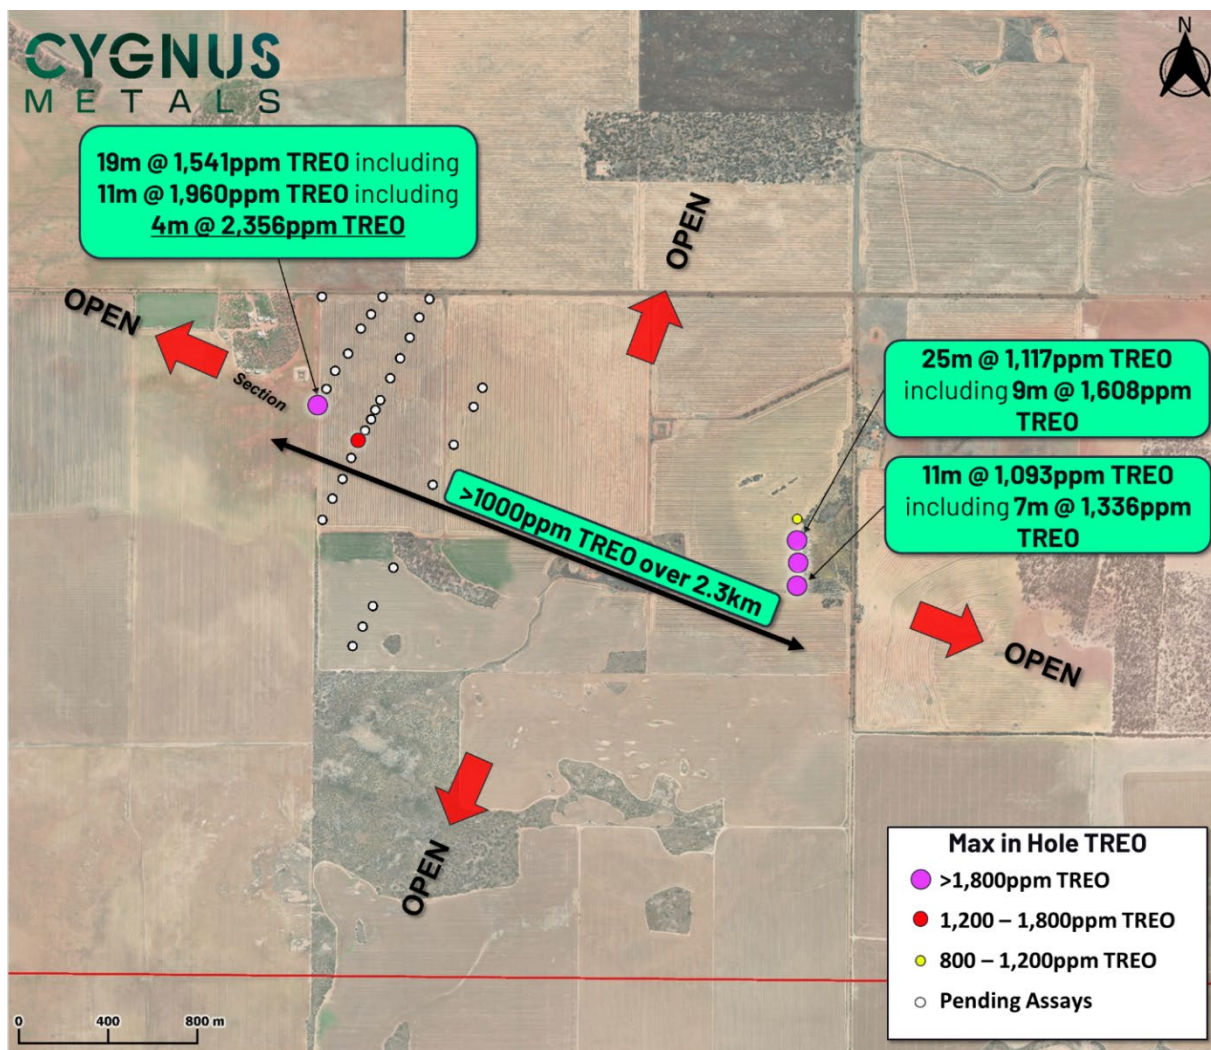 CYGNUS
METALS
N
19m @ 1,541ppm TREO including
11m @ 1,960ppm TREO including
4m @ 2,356ppm TREO
OPEN
OPEN
Section
25m @ 1,117ppm TREO
including 9m @ 1,608ppm
TREO
11m @ 1,093ppm TREO
including 7m @ 1,336ppm
TREO
>1000ppm TREO over 2.3km
OPEN
OPEN
Max in Hole TREO
>1,800ppm TREO
1,200 – 1,800ppm TREO
800 – 1,200ppm TREO
Pending Assays
0 400 800 m